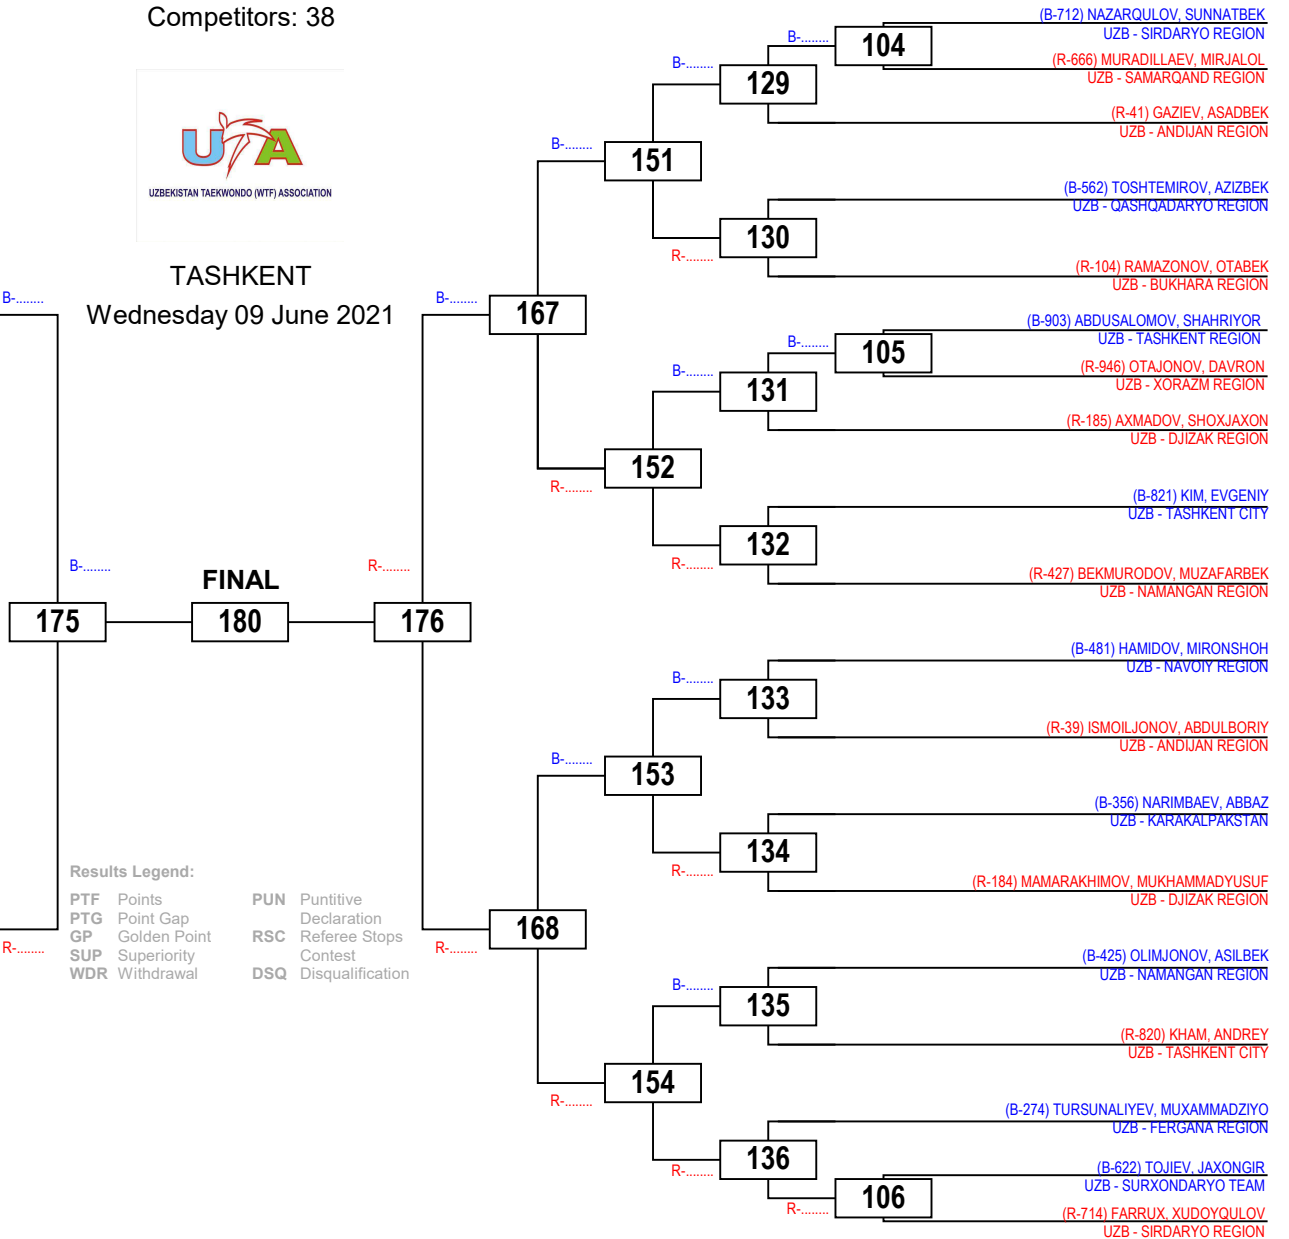 Competitors: 38
UTA
UZBEKISTAN TAEKWONDO (WTF) ASSOCIATION
TASHKENT
Wednesday 09 June 2021
B-........
R-........
175
B-........
FINAL
180
R-........
176
B-........
R-........
167
168
B-........
R-........
B-........
R-........
151
152
153
154
B-........
R-........
B-........
R-........
B-........
R-........
B-........
R-........
129
130
131
132
133
134
135
136
B-........
104
B-........
105
R-........
106
(B-712) NAZARQULOV, SUNNATBEK
UZB - SIRDARYO REGION
(R-666) MURADILLAEV, MIRJALOL
UZB - SAMARQAND REGION
(R-41) GAZIEV, ASADBEK
UZB - ANDIJAN REGION
(B-562) TOSHTEMIROV, AZIZBEK
UZB - QASHQADARYO REGION
(R-104) RAMAZONOV, OTABEK
UZB - BUKHARA REGION
(B-903) ABDUSALOMOV, SHAHRIYOR
UZB - TASHKENT REGION
(R-946) OTAJONOV, DAVRON
UZB - XORAZM REGION
(R-185) AXMADOV, SHOXJAXON
UZB - DJIZAK REGION
(B-821) KIM, EVGENIY
UZB - TASHKENT CITY
(R-427) BEKMURODOV, MUZAFARBEK
UZB - NAMANGAN REGION
(B-481) HAMIDOV, MIRONSHOH
UZB - NAVOIY REGION
(R-39) ISMOILJONOV, ABDULBORIY
UZB - ANDIJAN REGION
(B-356) NARIMBAEV, ABBAZ
UZB - KARAKALPAKSTAN
(R-184) MAMARAKHIMOV, MUKHAMMADYUSUF
UZB - DJIZAK REGION
(B-425) OLIMJONOV, ASILBEK
UZB - NAMANGAN REGION
(R-820) KHAM, ANDREY
UZB - TASHKENT CITY
(B-274) TURSUNALIYEV, MUXAMMADZIYO
UZB - FERGANA REGION
(B-622) TOJIEV, JAXONGIR
UZB - SURXONDARYO TEAM
(R-714) FARRUX, XUDOYQULOV
UZB - SIRDARYO REGION
Results Legend:
PTF Points
PTG Point Gap
GP Golden Point
SUP Superiority
WDR Withdrawal
PUN Puntitive
Declaration
RSC Referee Stops
Contest
DSQ Disqualification